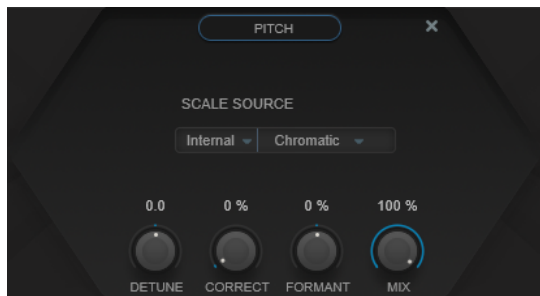 PITCH
SCALE SOURCE
Internal Chromatic
0.0 0 % 0 % 100 %
DETUNE CORRECT FORMANT MIX